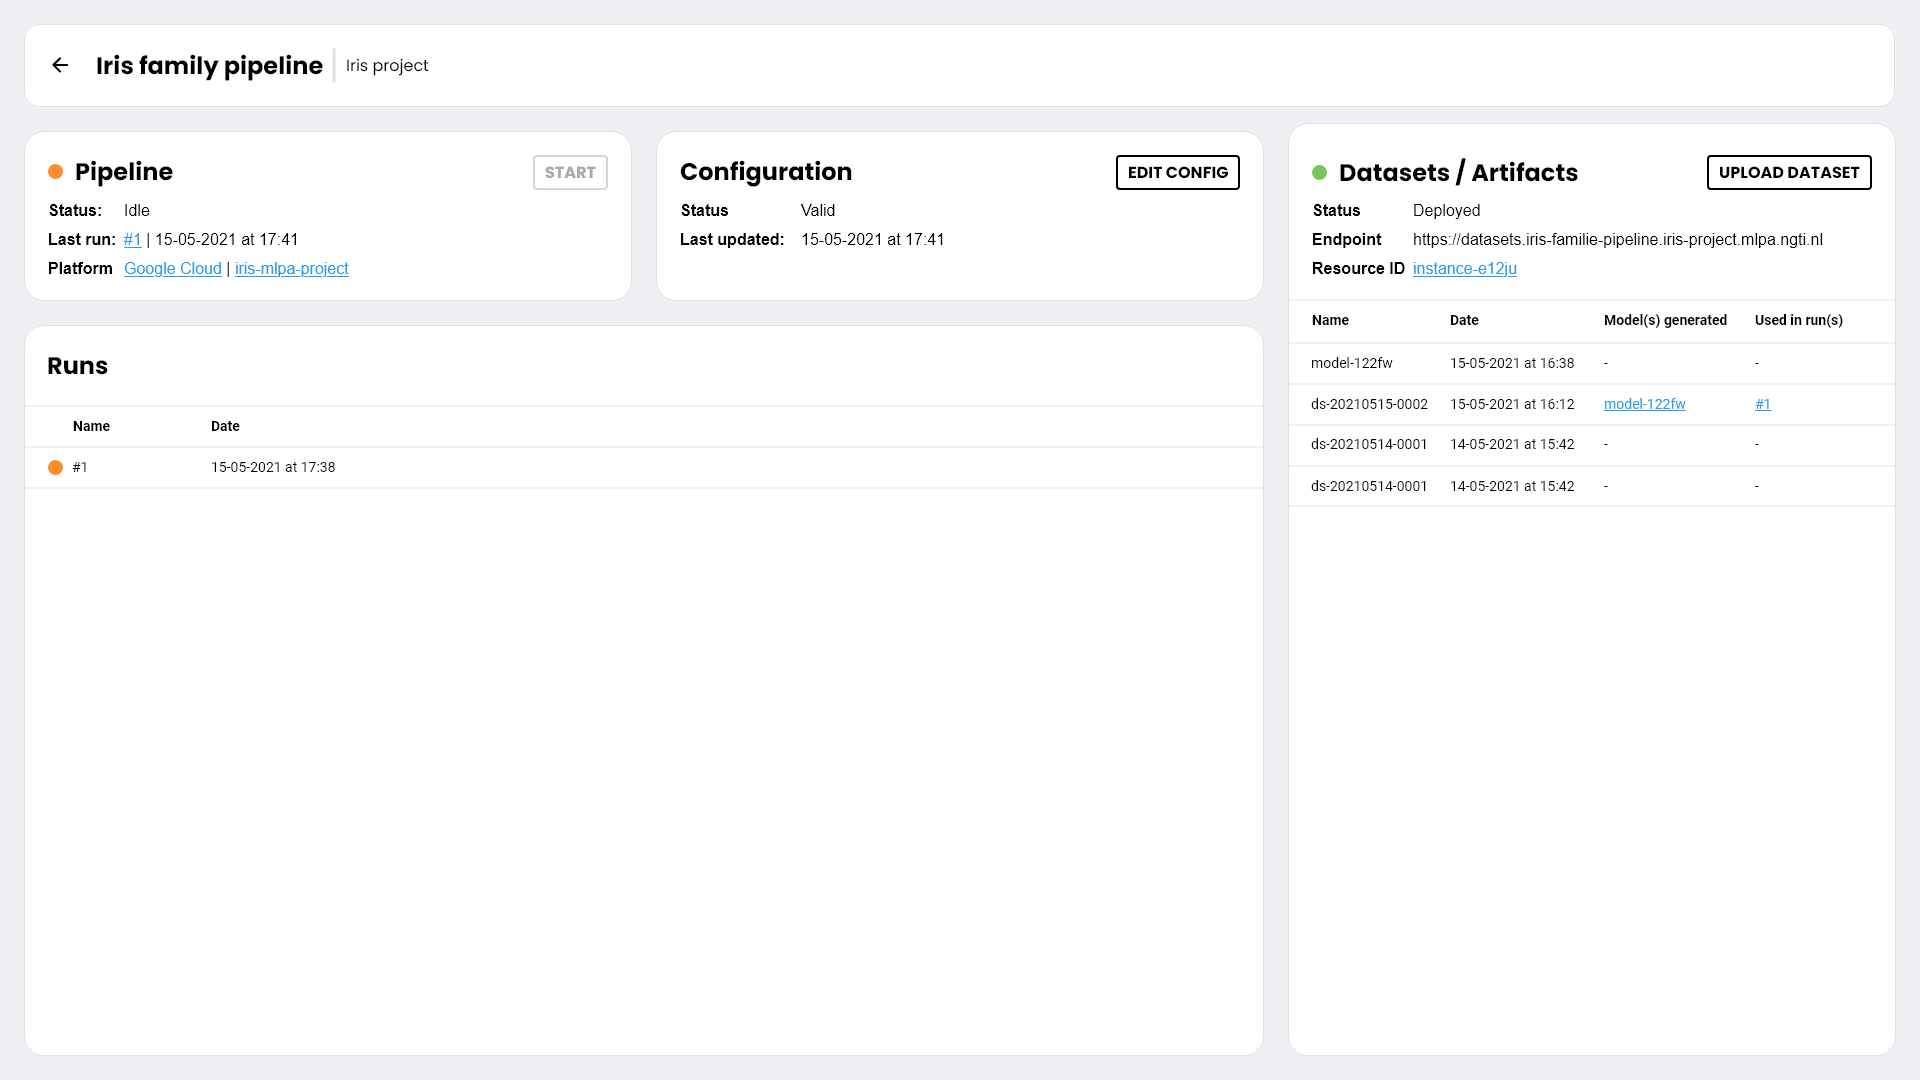 Iris family pipeline Iris project
Pipeline
START
Status: Idle
Last run: #1 | 15-05-2021 at 17:41
Platform Google Cloud | iris-mlpa-project
Configuration
EDIT CONFIG
Status Valid
Last updated: 15-05-2021 at 17:41
Datasets / Artifacts
UPLOAD DATASET
Status Deployed
Endpoint https://datasets.iris-familie-pipeline.iris-project.mlpa.ngti.nl
Resource ID instance-e12ju
Name Date Model(s) generated Used in run(s)
model-122fw 15-05-2021 at 16:38 - -
ds-20210515-0002 15-05-2021 at 16:12 model-122fw #1
ds-20210514-0001 14-05-2021 at 15:42 - -
ds-20210514-0001 14-05-2021 at 15:42 - -
Runs
Name Date
#1 15-05-2021 at 17:38